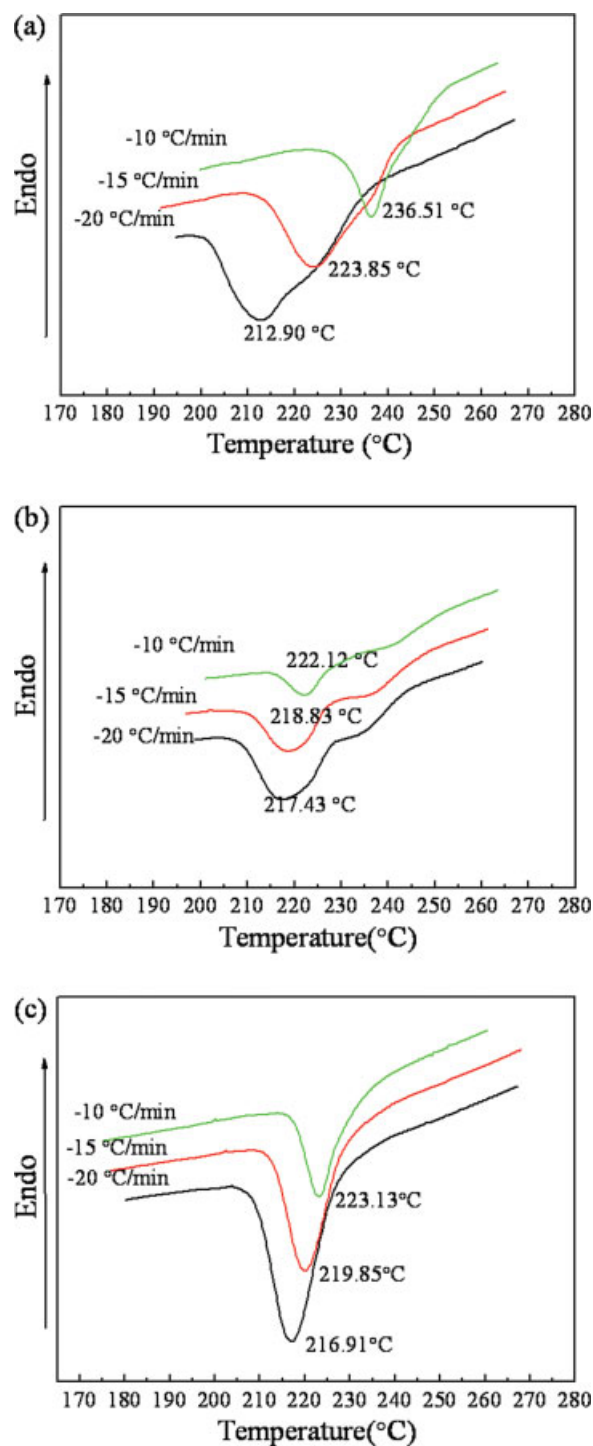 (a)
Endo
-10 °C/min
-15 °C/min
-20 °C/min
236.51 °C
223.85 °C
212.90 °C
170 180 190 200 210 220 230 240 250 260 270 280
Temperature (°C)
(b)
Endo
-10 °C/min
-15 °C/min
-20 °C/min
222.12 °C
218.83 °C
217.43 °C
170 180 190 200 210 220 230 240 250 260 270 280
Temperature(°C)
(c)
Endo
-10 °C/min
-15 °C/min
-20 °C/min
223.13°C
219.85°C
216.91°C
170 180 190 200 210 220 230 240 250 260 270 280
Temperature(°C)